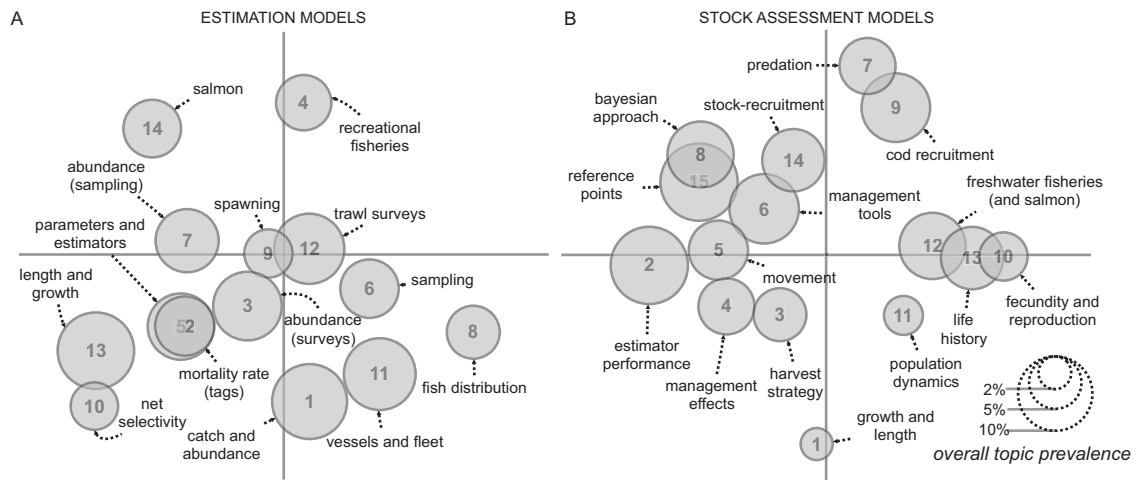 A
ESTIMATION MODELS
salmon
14
4
recreational
fisheries
abundance
(sampling)
spawning
trawl surveys
parameters and
estimators
7
9
12
length and
growth
3
6
sampling
abundance
(surveys)
5
2
8
13
mortality rate
(tags)
11
fish distribution
10
net
selectivity
1
catch and
abundance
vessels and fleet
B
STOCK ASSESSMENT MODELS
predation
7
bayesian
approach
stock-recruitment
9
8
14
cod recruitment
reference
points
15
freshwater fisheries
(and salmon)
6
management
tools
2
5
12
13
10
movement
fecundity and
reproduction
4
3
11
life
history
estimator
performance
population
dynamics
management
effects
harvest
strategy
2%
5%
10%
growth and
length
1
overall topic prevalence